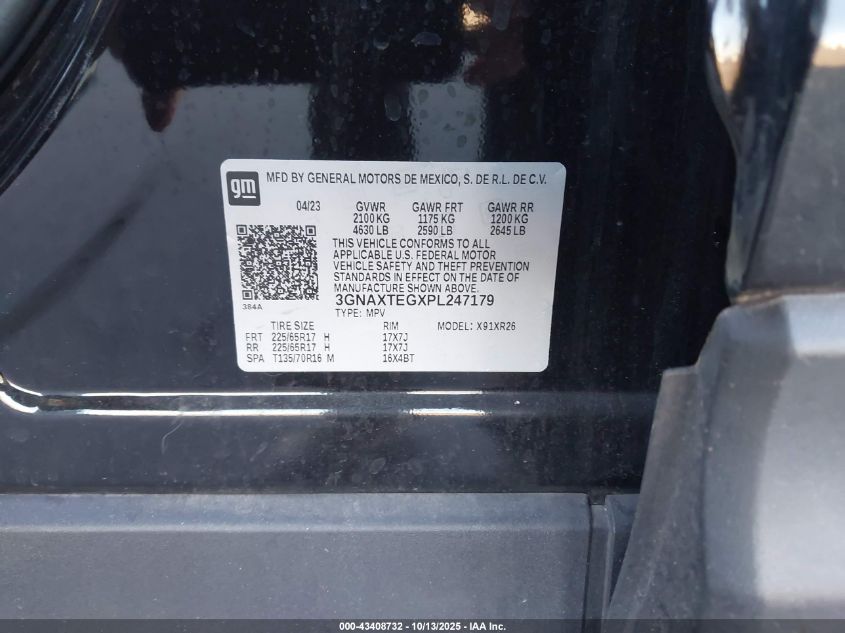 gm MFD BY GENERAL MOTORS DE MEXICO, S. DE R.L. DE C.V.
04/23 GVWR GAWR FRT GAWR RR
2100 KG 1175 KG 1200 KG
4630 LB 2590 LB 2645 LB
THIS VEHICLE CONFORMS TO ALL
APPLICABLE U.S. FEDERAL MOTOR
VEHICLE SAFETY AND THEFT PREVENTION
STANDARDS IN EFFECT ON THE DATE OF
MANUFACTURE SHOWN ABOVE.
384A 3GNAXTEGXPL247179
TYPE: MPV
TIRE SIZE RIM MODEL: X91XR26
FRT 225/65R17 H 17X7J
RR 225/65R17 H 17X7J
SPA T135/70R16 M 16X4BT
000-43408732 - 10/13/2025 - IAA Inc.